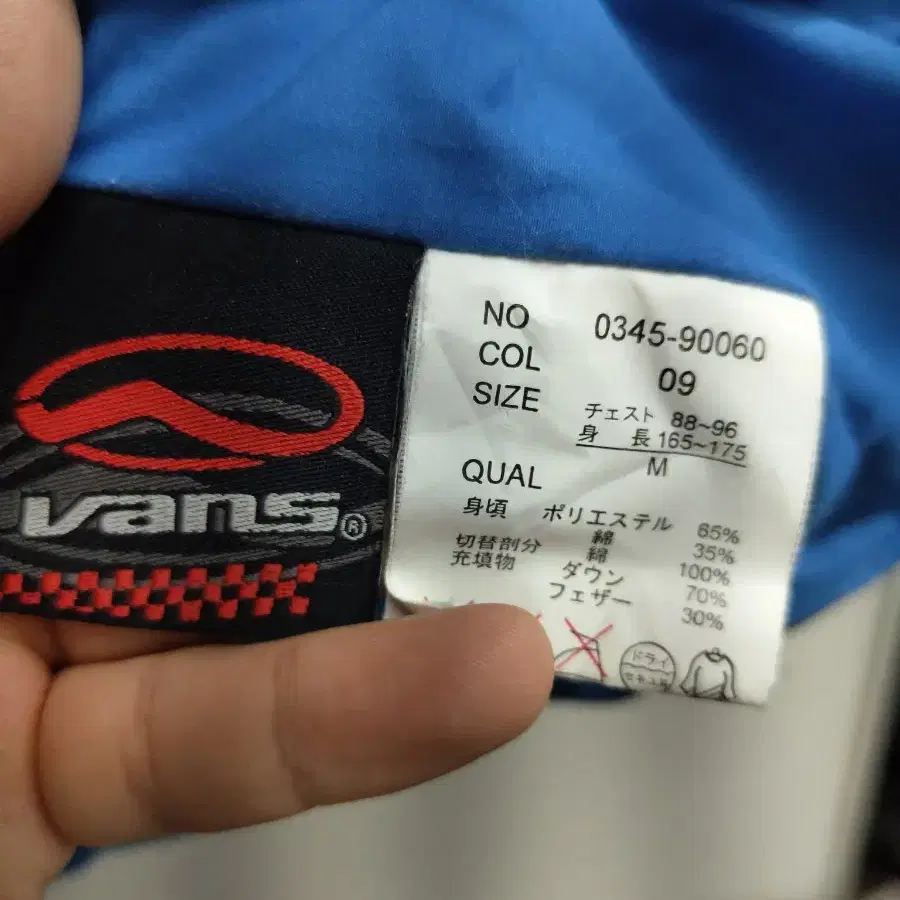 vans®
NO 0345-90060
COL 09
SIZE チェスト 88~96
身 長 165~175
M
QUAL
身頃 ポリエステル 65%
綿 35%
切替剖分 綿 100%
充填物 ダウン 70%
フェザー 30%
ドライ